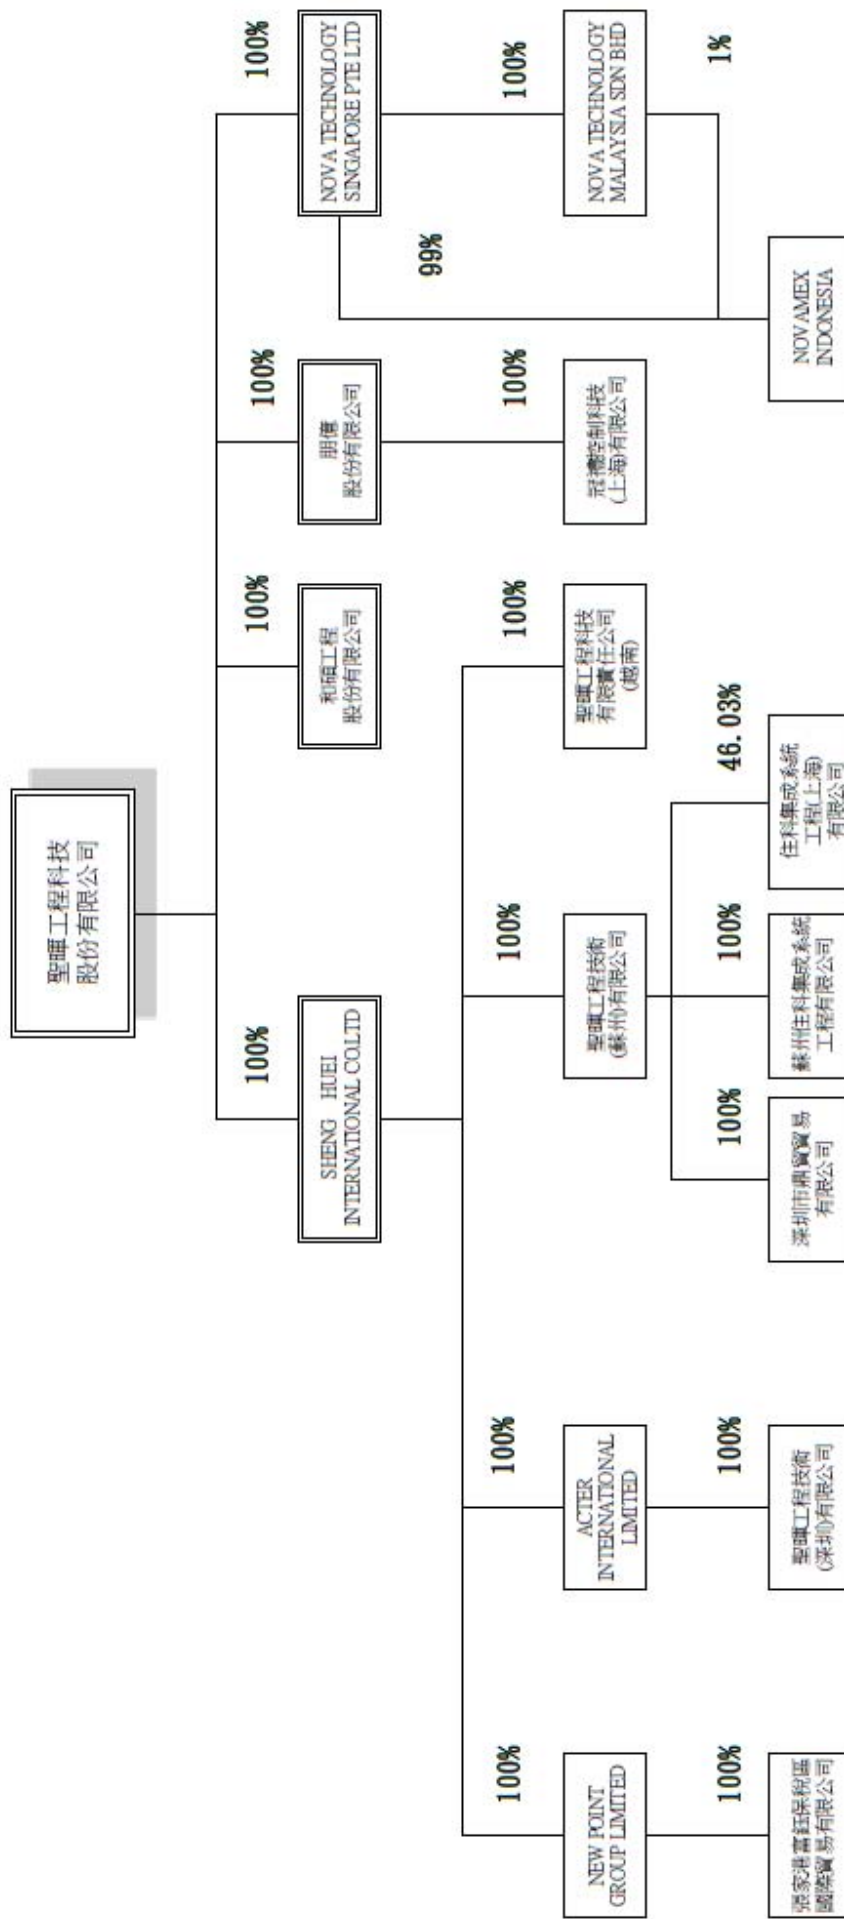 聖暉工程科技
股份有限公司
100%
SHENG HUEI
INTERNATIONAL CO.LTD
100%
和碩工程
股份有限公司
100%
朋億
股份有限公司
100%
NOVA TECHNOLOGY
SINGAPORE PTE LTD
100%
NEW POINT
GROUP LIMITED
100%
ACTER
INTERNATIONAL
LIMITED
100%
聖暉工程技術
(蘇州)有限公司
100%
聖暉工程科技
有限責任公司
(越南)
100%
冠禮控制科技
(上海)有限公司
99%
100%
NOVA TECHNOLOGY
MALAYSIA SDN BHD
100%
張家港富鈺保稅區
國際貿易有限公司
100%
聖暉工程技術
(深圳)有限公司
100%
深圳市鼎貿貿易
有限公司
100%
蘇州住科集成系統
工程有限公司
46.03%
住科集成系統
工程(上海)
有限公司
1%
NOVAMEX
INDONESIA